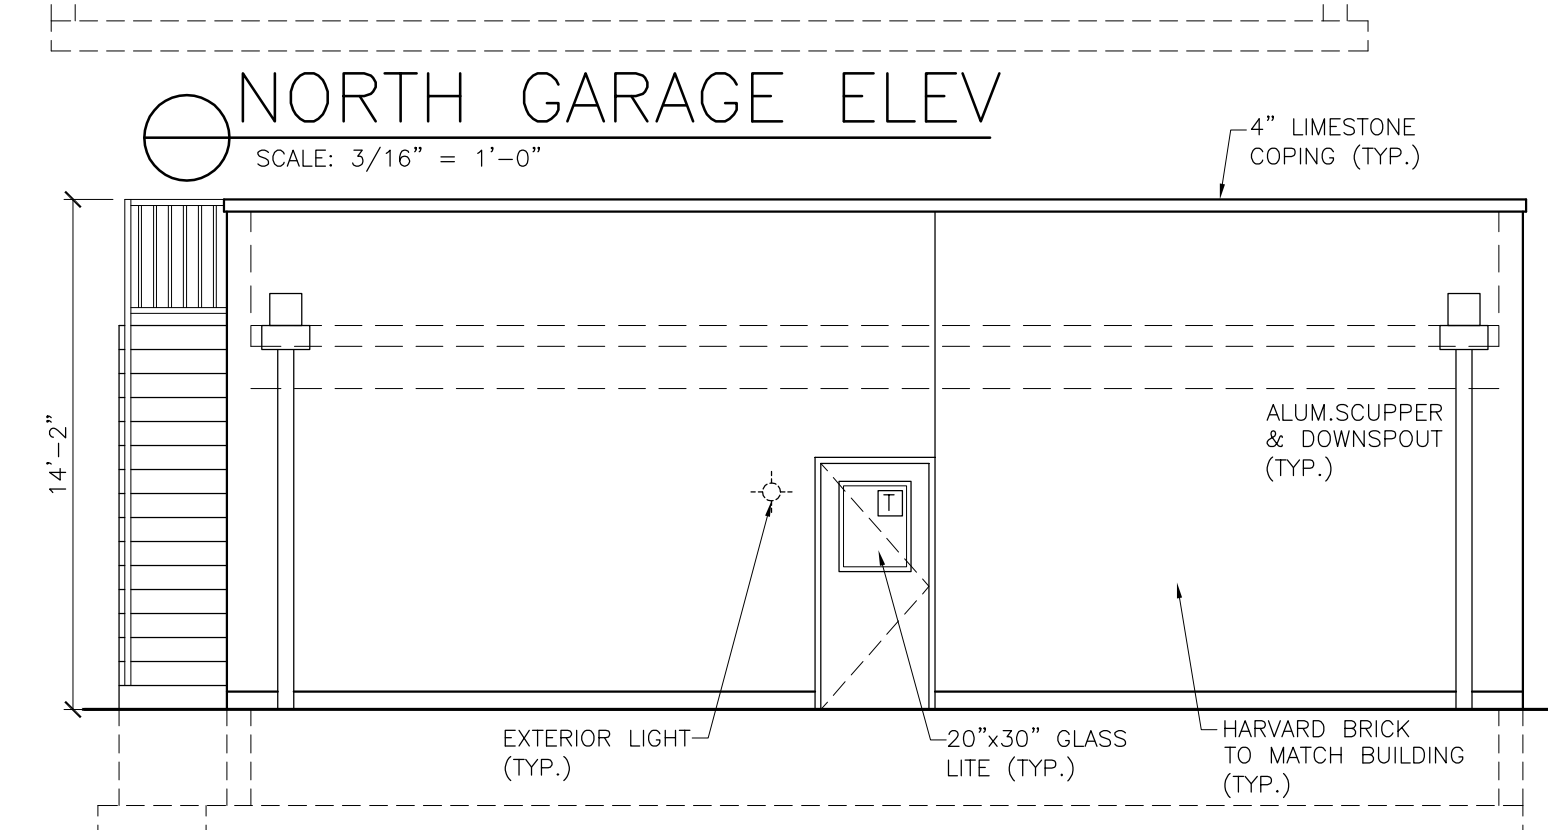 NORTH GARAGE ELEV
SCALE: 3/16" = 1'-0"
4" LIMESTONE
COPING (TYP.)
14'-2"
ALUM.SCUPPER
& DOWNSPOUT
(TYP.)
T
EXTERIOR LIGHT
(TYP.)
20"x30" GLASS
LITE (TYP.)
HARVARD BRICK
TO MATCH BUILDING
(TYP.)